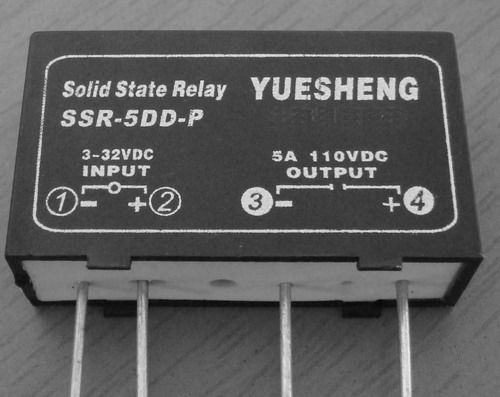 Solid State Relay YUESHENG
SSR-5DD-P
3-32VDC 5A 110VDC
INPUT OUTPUT
1 - + 2 3 - + 4